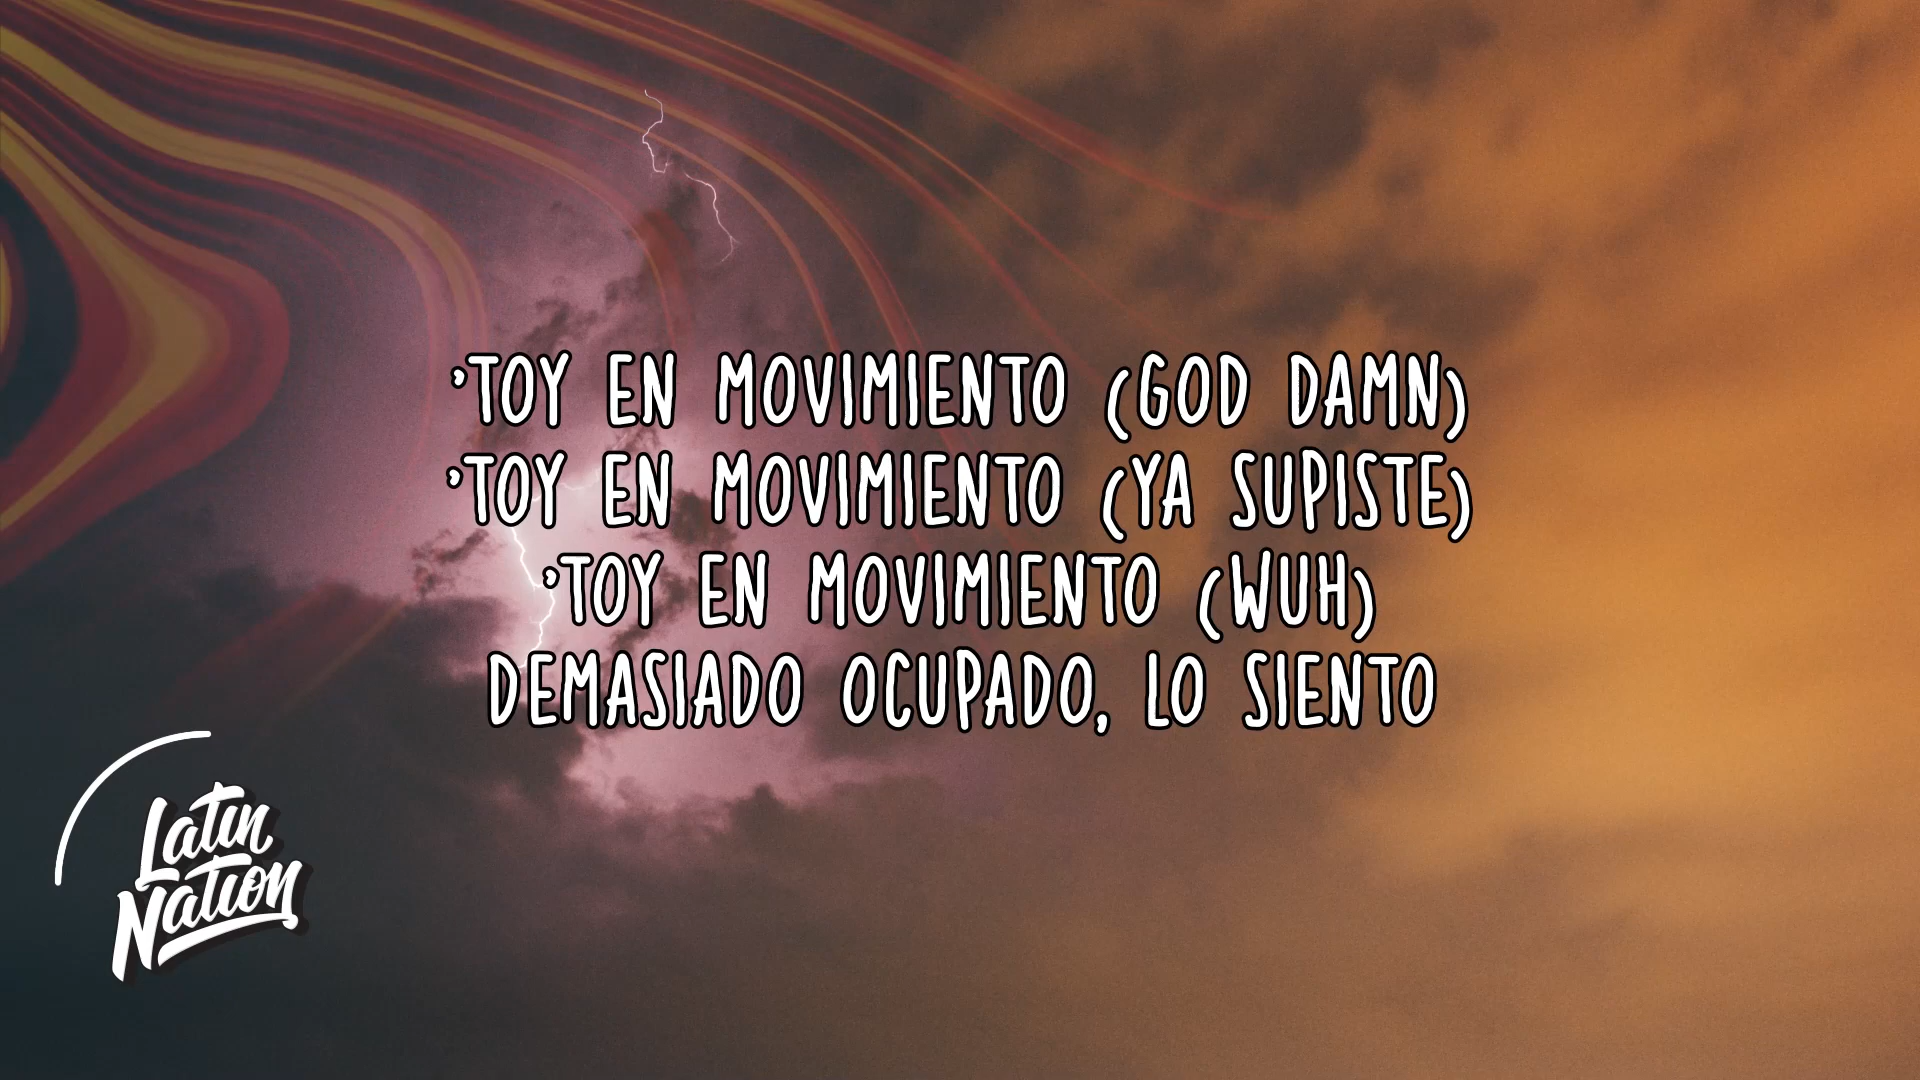 'TOY EN MOVIMIENTO (GOD DAMN)
'TOY EN MOVIMIENTO (YA SUPISTE)
'TOY EN MOVIMIENTO (WUH)
DEMASIADO OCUPADO, LO SIENTO
Latin
Nation